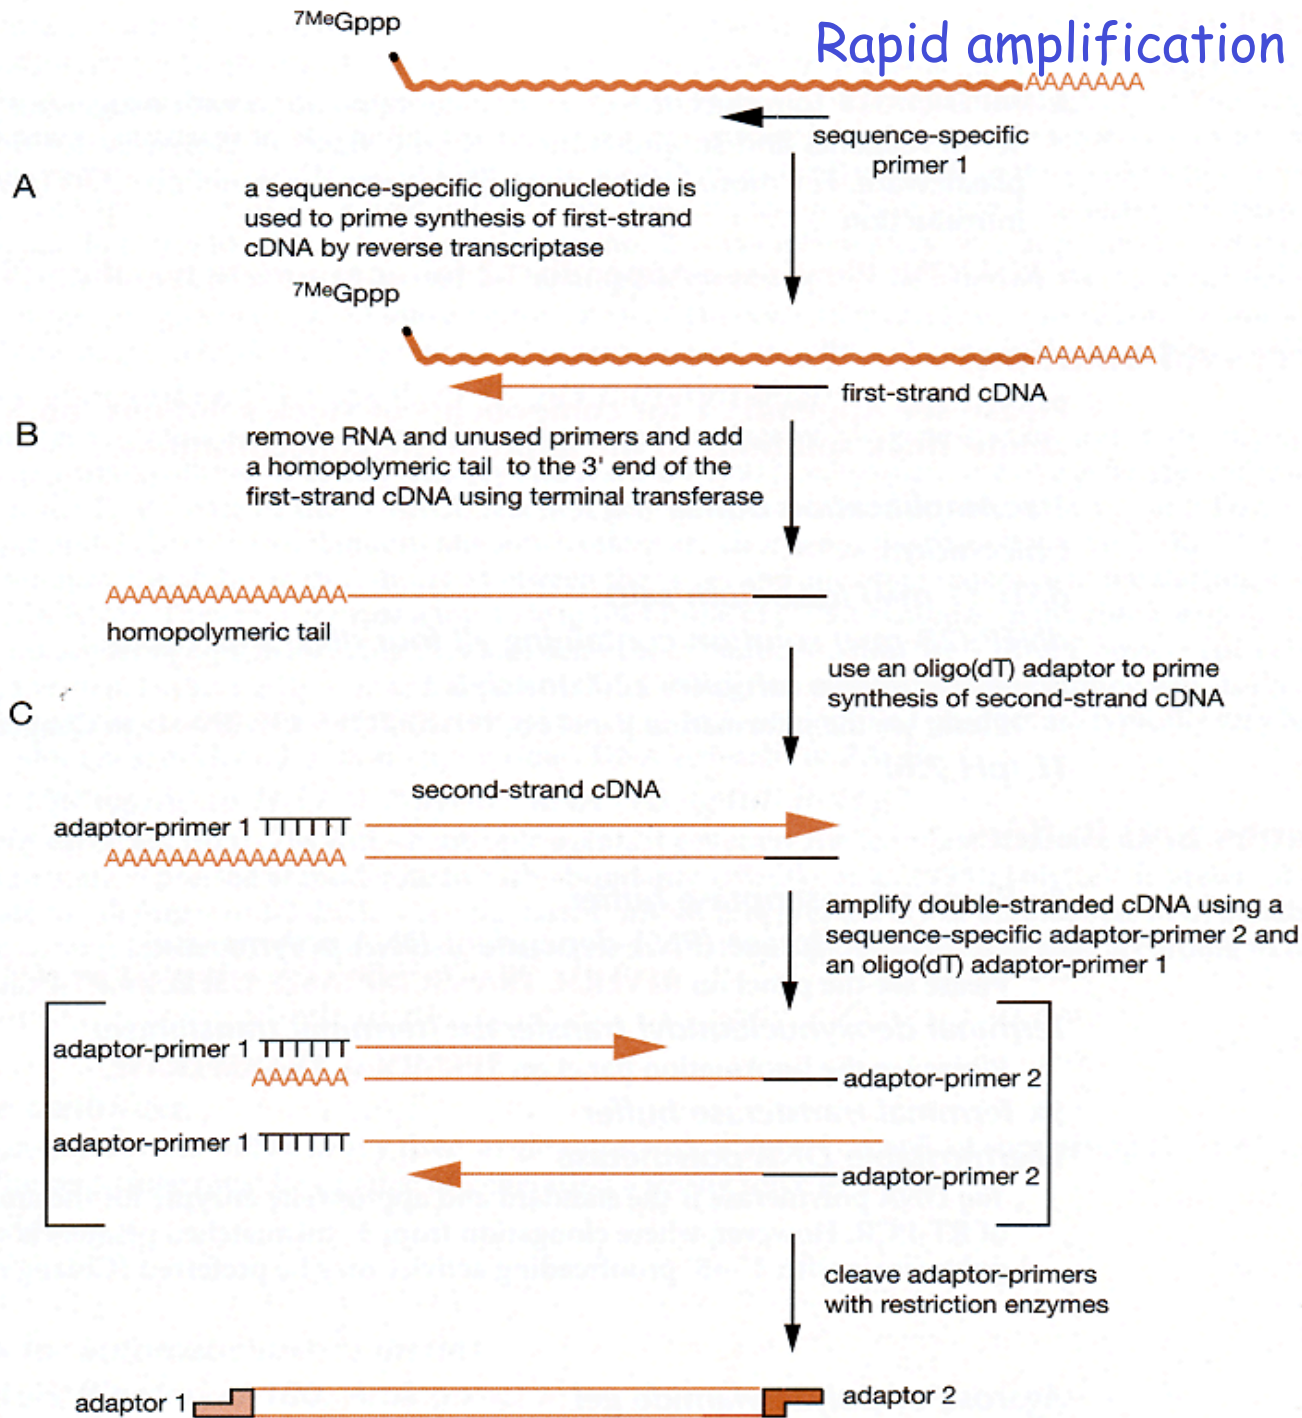 7MeGppp
Rapid amplification
AAAAAAA
sequence-specific
primer 1
A
a sequence-specific oligonucleotide is
used to prime synthesis of first-strand
cDNA by reverse transcriptase
7MeGppp
AAAAAAA
first-strand cDNA
B
remove RNA and unused primers and add
a homopolymeric tail to the 3' end of the
first-strand cDNA using terminal transferase
AAAAAAAAAAAAAAA
homopolymeric tail
use an oligo(dT) adaptor to prime
synthesis of second-strand cDNA
C
second-strand cDNA
adaptor-primer 1 TTTTTT
AAAAAAAAAAAAAAA
amplify double-stranded cDNA using a
sequence-specific adaptor-primer 2 and
an oligo(dT) adaptor-primer 1
adaptor-primer 1 TTTTTT
AAAAAA
adaptor-primer 2
adaptor-primer 1 TTTTTT
adaptor-primer 2
cleave adaptor-primers
with restriction enzymes
adaptor 1
adaptor 2